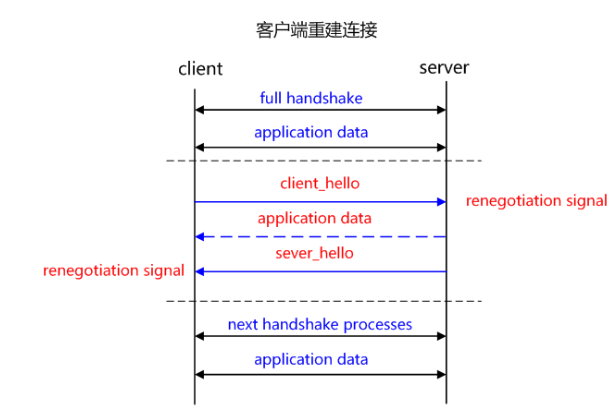 客户端重建连接
client
server
full handshake
application data
client_hello
renegotiation signal
application data
sever_hello
renegotiation signal
next handshake processes
application data